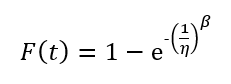 F(t) = 1 − e^{-(1/η)^β}